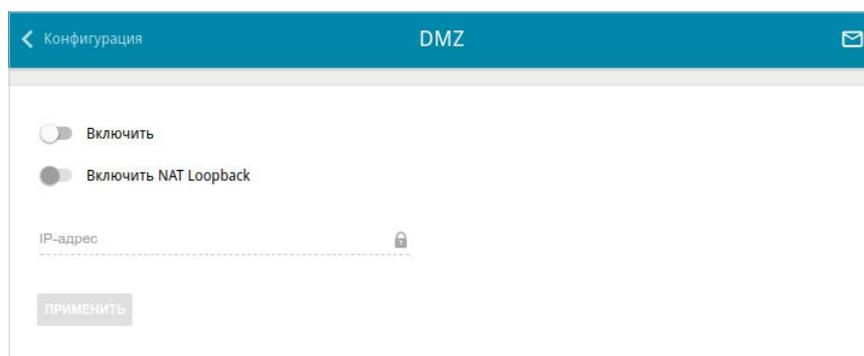 Конфигурация
DMZ
Включить
Включить NAT Loopback
IP-адрес
ПРИМЕНИТЬ